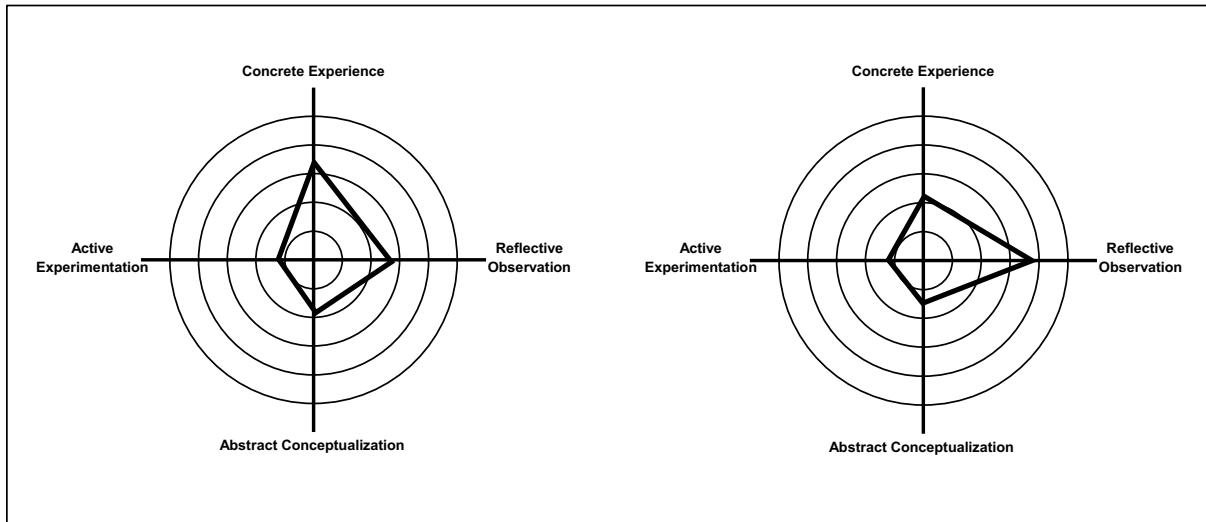 Concrete Experience
Active
Experimentation
Reflective
Observation
Abstract Conceptualization
Concrete Experience
Active
Experimentation
Reflective
Observation
Abstract Conceptualization